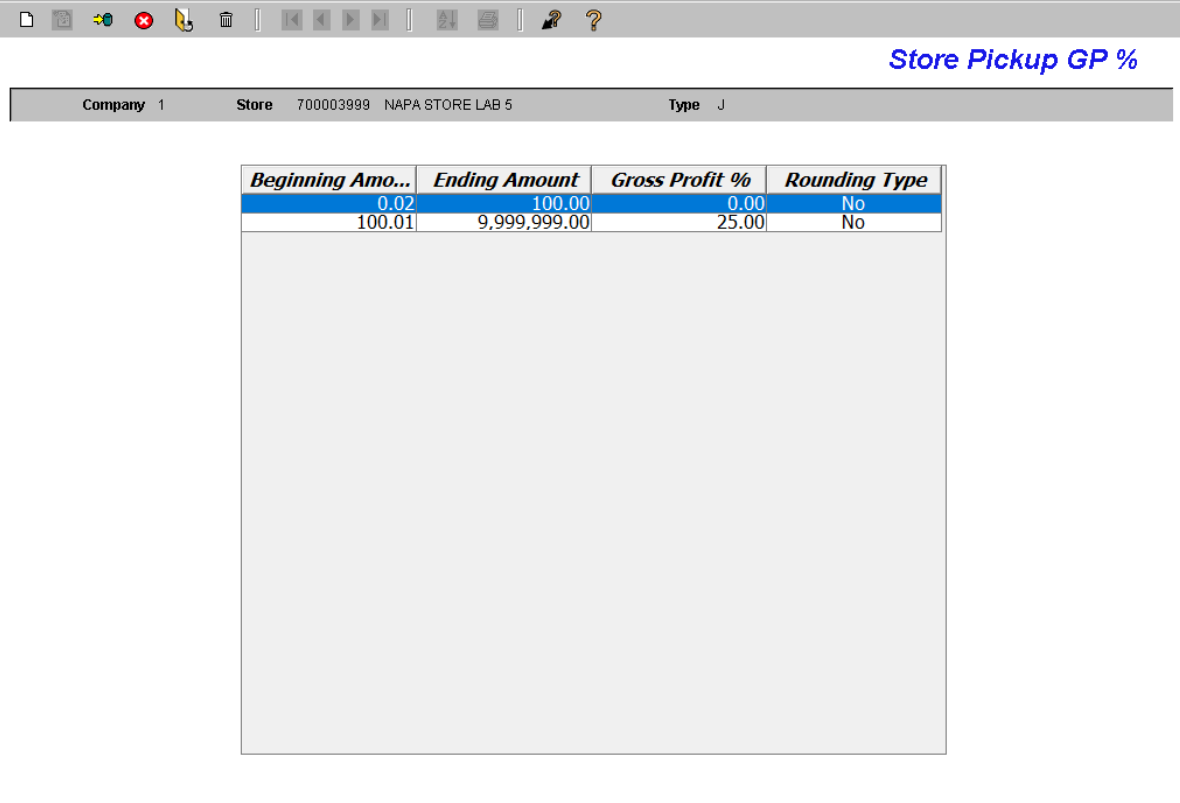 Store Pickup GP %
Company 1 Store 700003999 NAPA STORE LAB 5 Type J
Beginning Amo... Ending Amount Gross Profit % Rounding Type
0.02 100.00 0.00 No
100.01 9,999,999.00 25.00 No